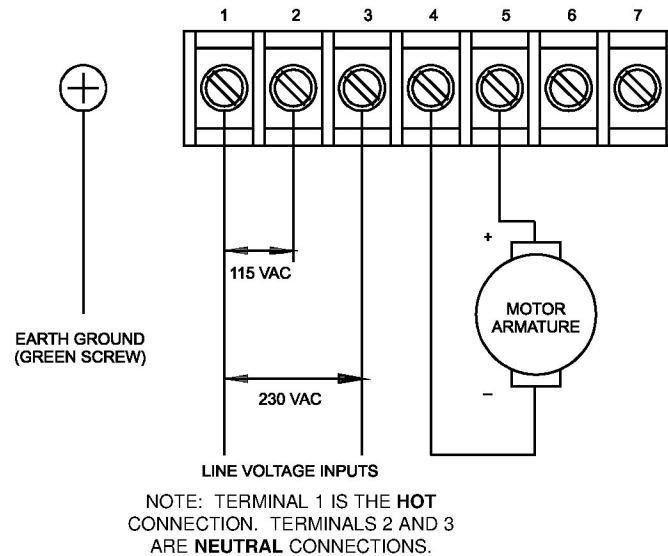 1 2 3 4 5 6 7
115 VAC
+
MOTOR
ARMATURE
EARTH GROUND
(GREEN SCREW)
230 VAC
–
LINE VOLTAGE INPUTS
NOTE: TERMINAL 1 IS THE HOT
CONNECTION. TERMINALS 2 AND 3
ARE NEUTRAL CONNECTIONS.